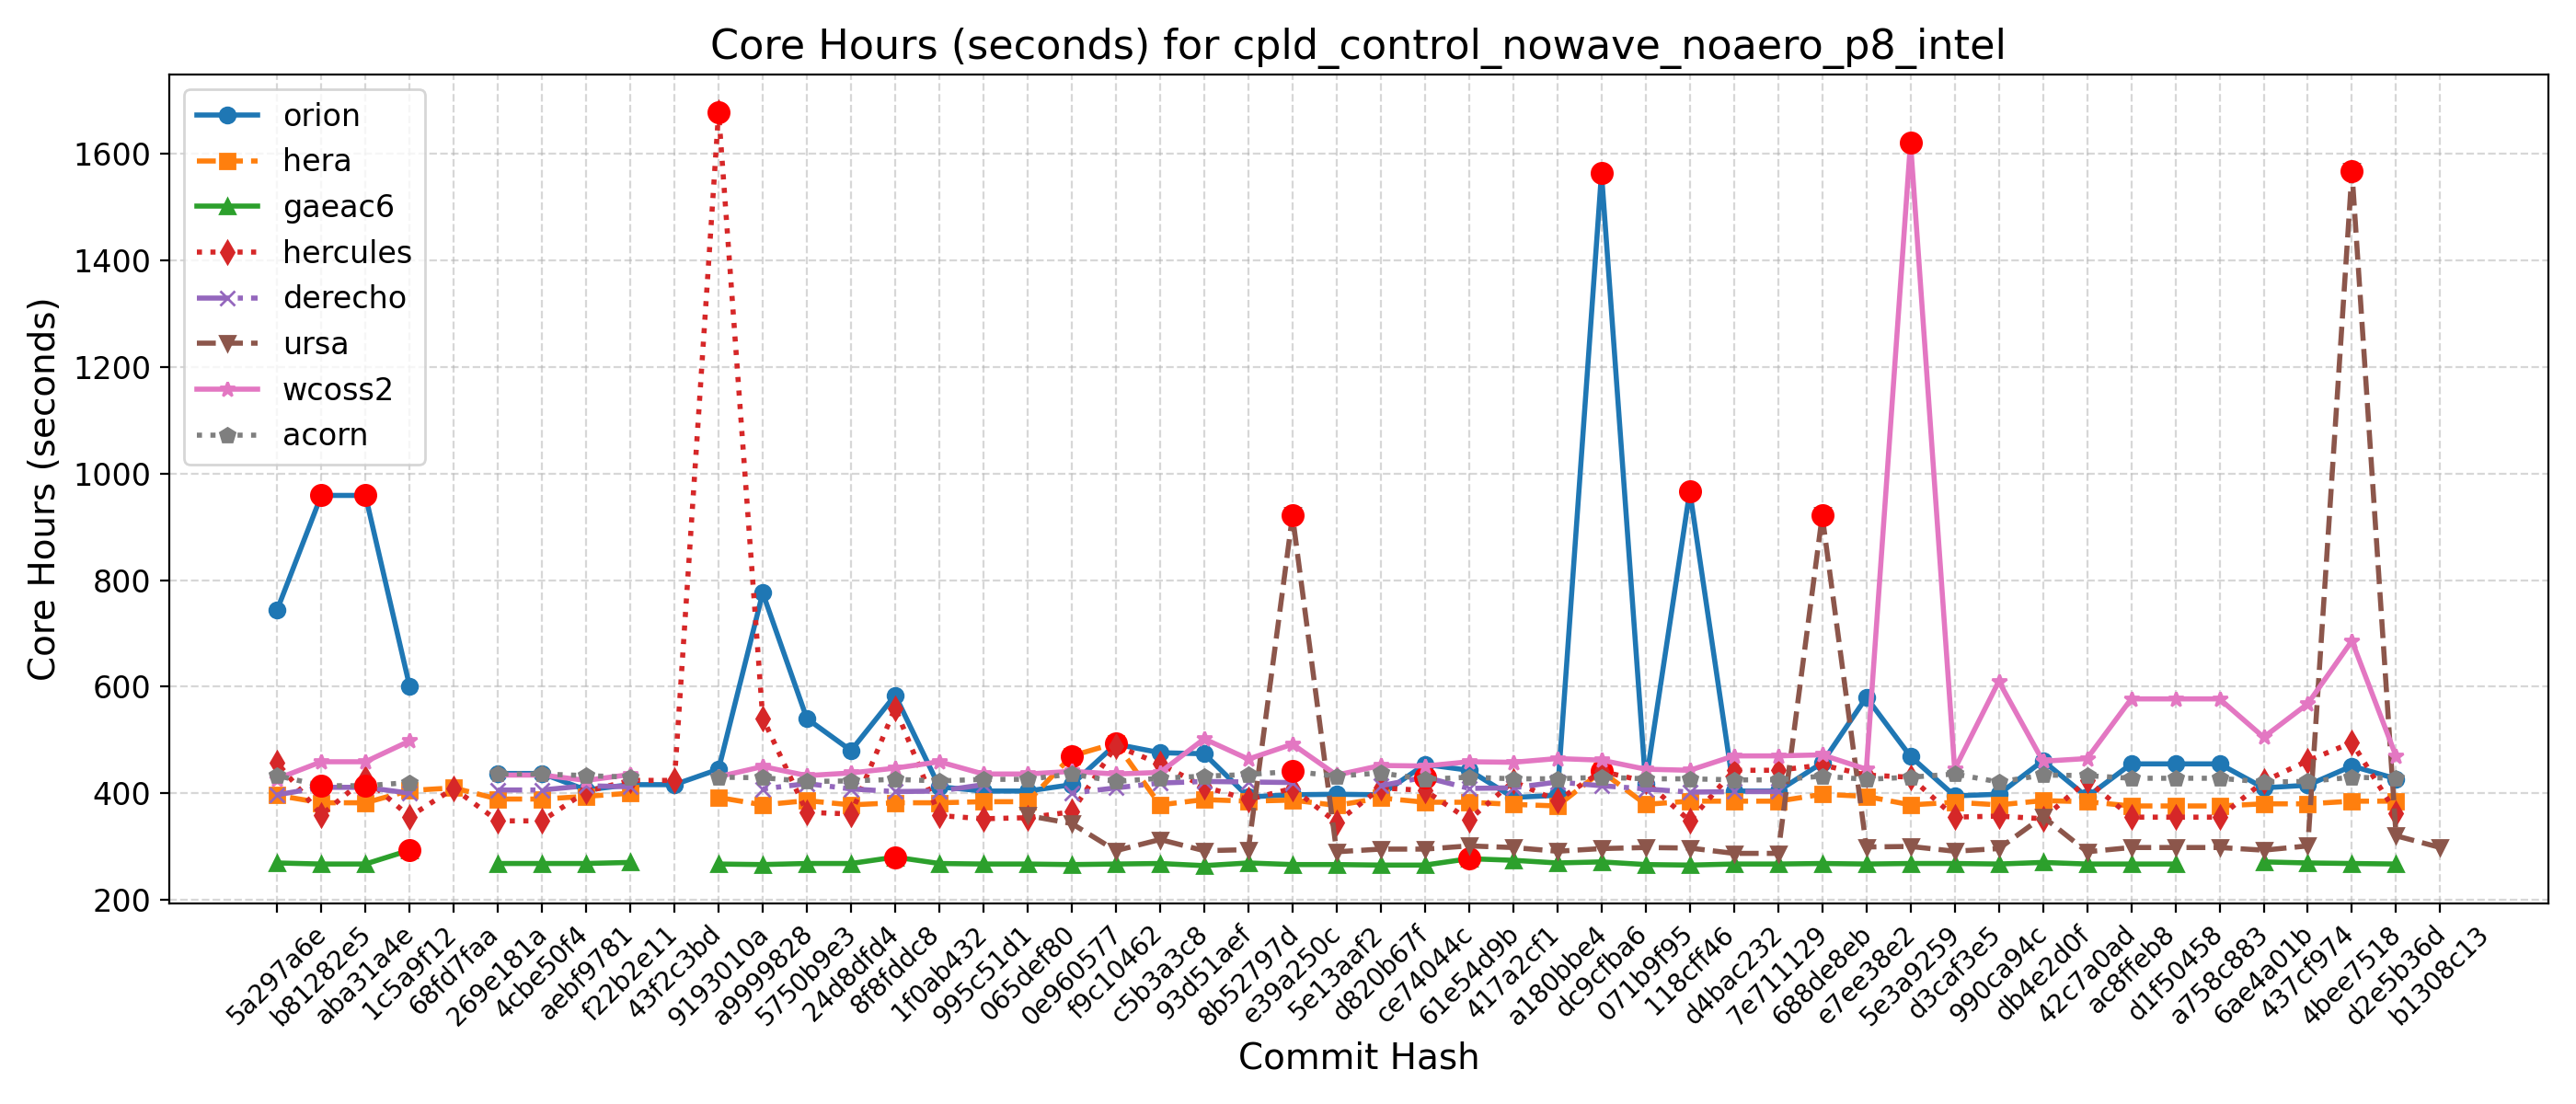 Core Hours (seconds) for cpld_control_nowave_noaero_p8_intel
orion
hera
gaeac6
hercules
derecho
ursa
wcoss2
acorn
Core Hours (seconds)
1600
1400
1200
1000
800
600
400
200
5a297a6e
b81282e5
aba31a4e
1c5a9f12
68fd7faa
269e181a
4cbe50f4
aebf9781
f22b2e11
43f2c3bd
9193010a
a9999828
5750b9e3
24d8dfd4
8f8fddc8
1f0ab432
995c51d1
065def80
0e960577
f9c10462
c5b3a3c8
93d51aef
8b52797d
e39a250c
5e13aaf2
d820b67f
ce74044c
61e54d9b
417a2cf1
a180bbe4
dc9cfba6
071b9f95
118cff46
d4bac232
7e711129
688de8eb
e7ee38e2
5e3a9259
d3caf3e5
990ca94c
db4e2d0f
42c7a0ad
ac8ffeb8
d1f50458
a758c883
6ae4a01b
437cf974
4bee7518
d2e5b36d
b1308c13
Commit Hash